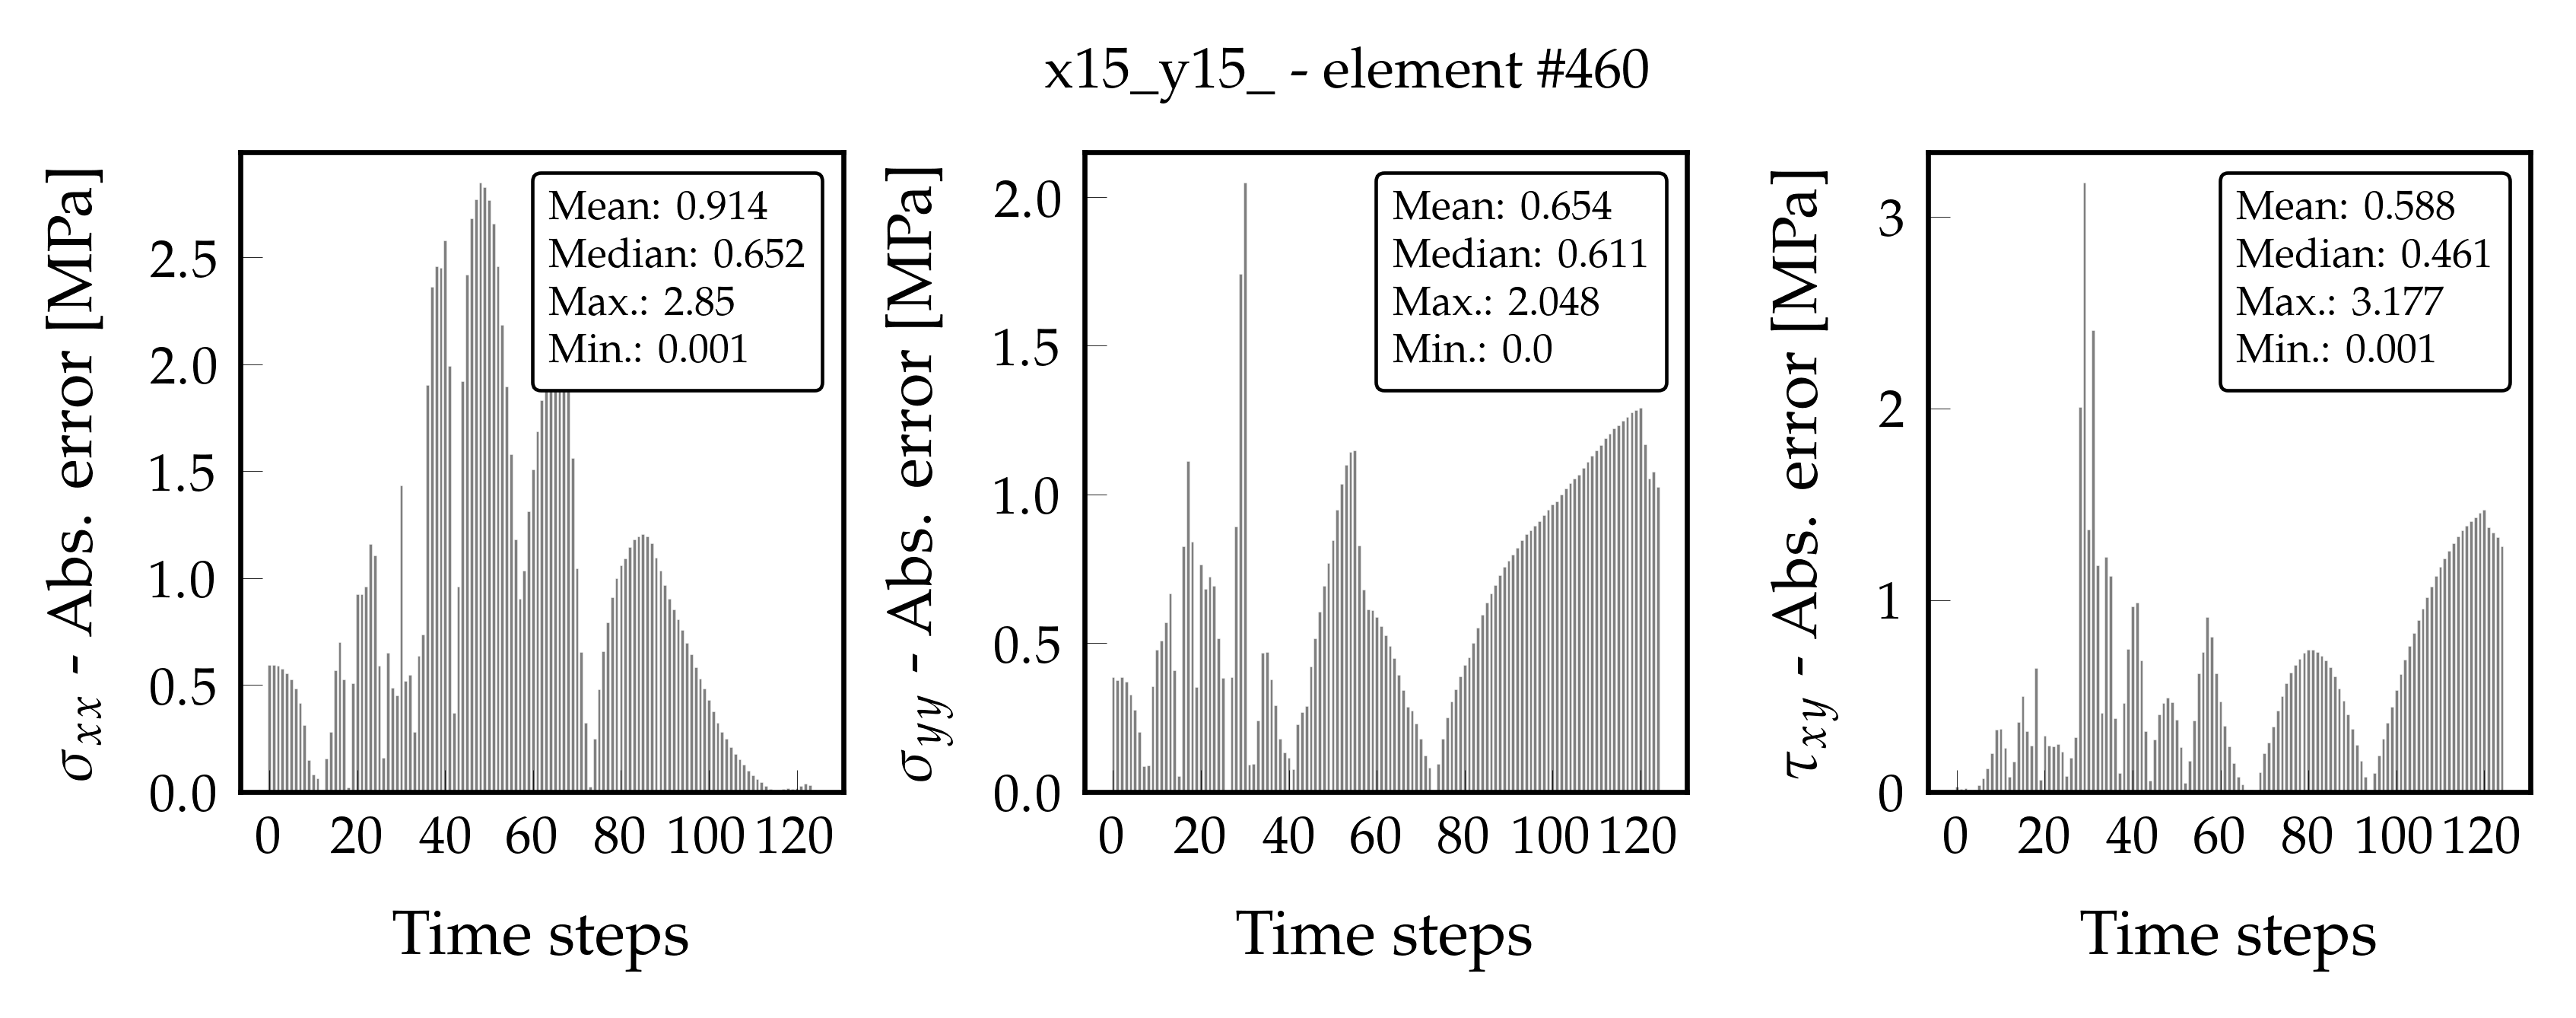 x15_y15_ - element #460
σxx - Abs. error [MPa]
2.5
2.0
1.5
1.0
0.5
0.0
Mean: 0.914
Median: 0.652
Max.: 2.85
Min.: 0.001
0 20 40 60 80 100 120
Time steps
σyy - Abs. error [MPa]
2.0
1.5
1.0
0.5
0.0
Mean: 0.654
Median: 0.611
Max.: 2.048
Min.: 0.0
0 20 40 60 80 100 120
Time steps
τxy - Abs. error [MPa]
3
2
1
0
Mean: 0.588
Median: 0.461
Max.: 3.177
Min.: 0.001
0 20 40 60 80 100 120
Time steps